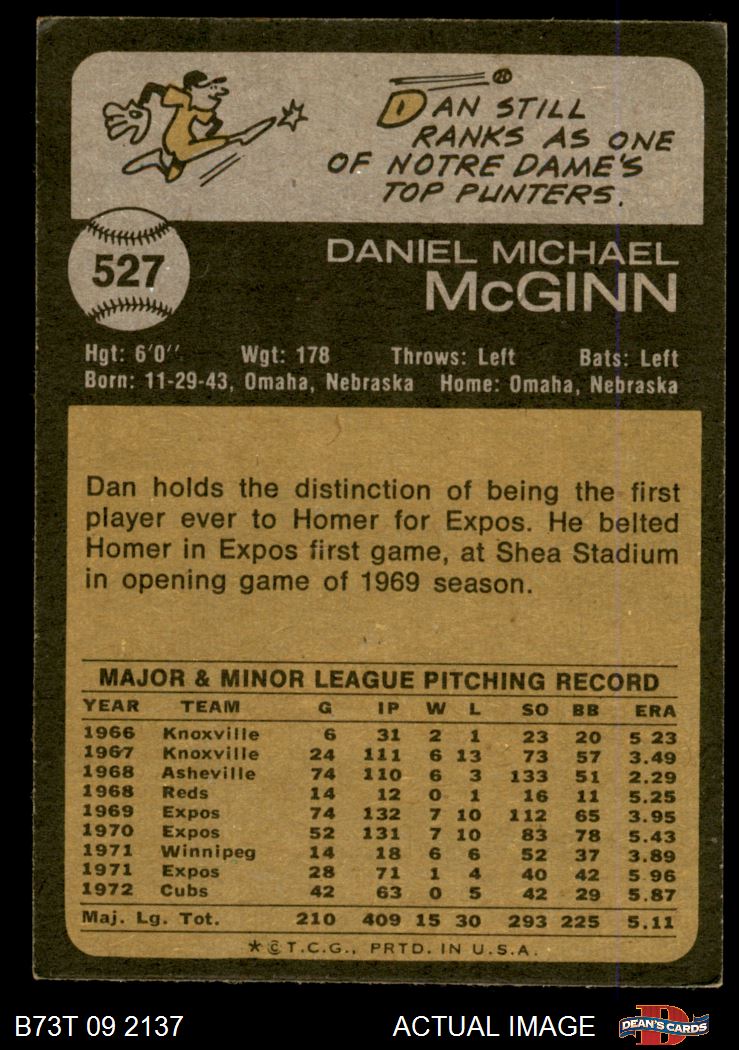 DAN STILL
RANKS AS ONE
OF NOTRE DAME'S
TOP PUNTERS.
527
DANIEL MICHAEL
McGINN
Hgt: 6'0'' Wgt: 178 Throws: Left Bats: Left
Born: 11-29-43, Omaha, Nebraska Home: Omaha, Nebraska
Dan holds the distinction of being the first
player ever to Homer for Expos. He belted
Homer in Expos first game, at Shea Stadium
in opening game of 1969 season.
MAJOR & MINOR LEAGUE PITCHING RECORD
YEAR TEAM G IP W L SO BB ERA
1966 Knoxville 6 31 2 1 23 20 5 23
1967 Knoxville 24 111 6 13 73 57 3.49
1968 Asheville 74 110 6 3 133 51 2.29
1968 Reds 14 12 0 1 16 11 5.25
1969 Expos 74 132 7 10 112 65 3.95
1970 Expos 52 131 7 10 83 78 5.43
1971 Winnipeg 14 18 6 6 52 37 3.89
1971 Expos 28 71 1 4 40 42 5.96
1972 Cubs 42 63 0 5 42 29 5.87
Maj. Lg. Tot. 210 409 15 30 293 225 5.11
*©T.C.G., PRTD. IN U.S.A.
B73T 09 2137 ACTUAL IMAGE D DEAN'S CARDS